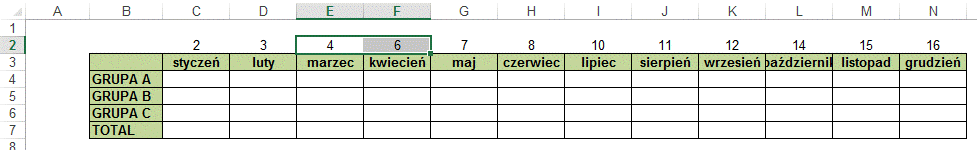 A B C D E F G H I J K L M N
1
2 2 3 4 6 7 8 10 11 12 14 15 16
3 styczeń luty marzec kwiecień maj czerwiec lipiec sierpień wrzesień październik listopad grudzień
4 GRUPA A
5 GRUPA B
6 GRUPA C
7 TOTAL
8